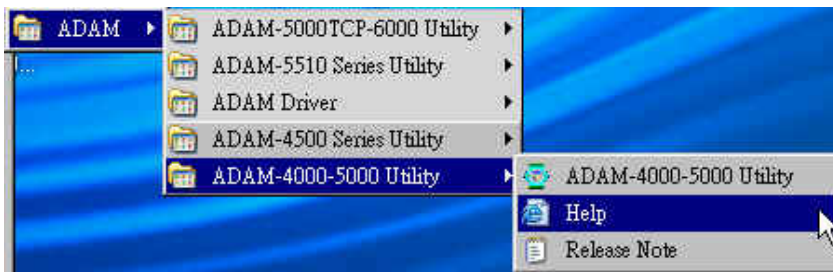 ADAM
ADAM-5000TCP-6000 Utility
ADAM-5510 Series Utility
ADAM Driver
ADAM-4500 Series Utility
ADAM-4000-5000 Utility
ADAM-4000-5000 Utility
Help
Release Note